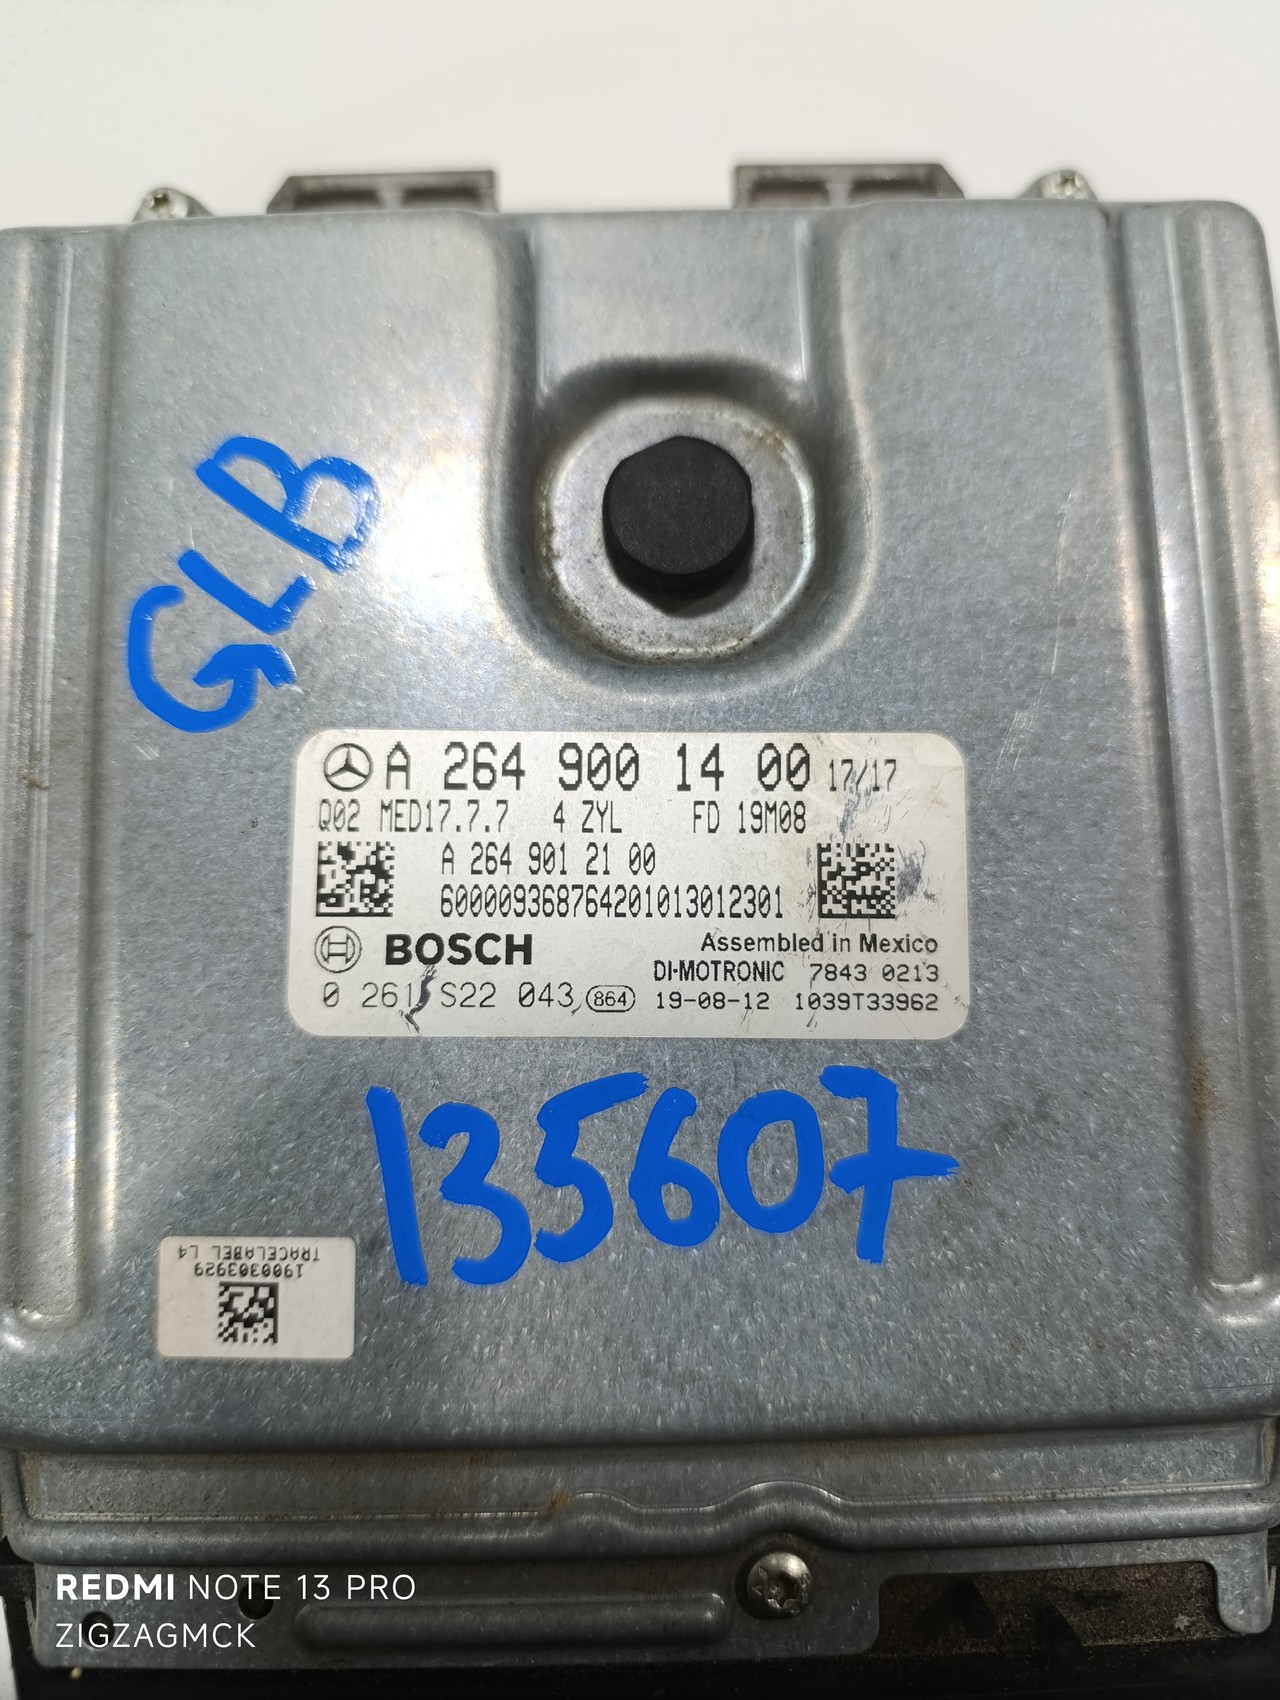 GLB
A 264 900 14 00 17/17
Q02 MED17.7.7 4 ZYL FD 19M08
A 264 901 21 00
60000936876420101301 2301
BOSCH
Assembled in Mexico
DI-MOTRONIC 7843 0213
0 261 S22 043 864 19-08-12 1039T33962
135607
TRACELABEL L4
1900303929
REDMI NOTE 13 PRO
ZIGZAGMCK